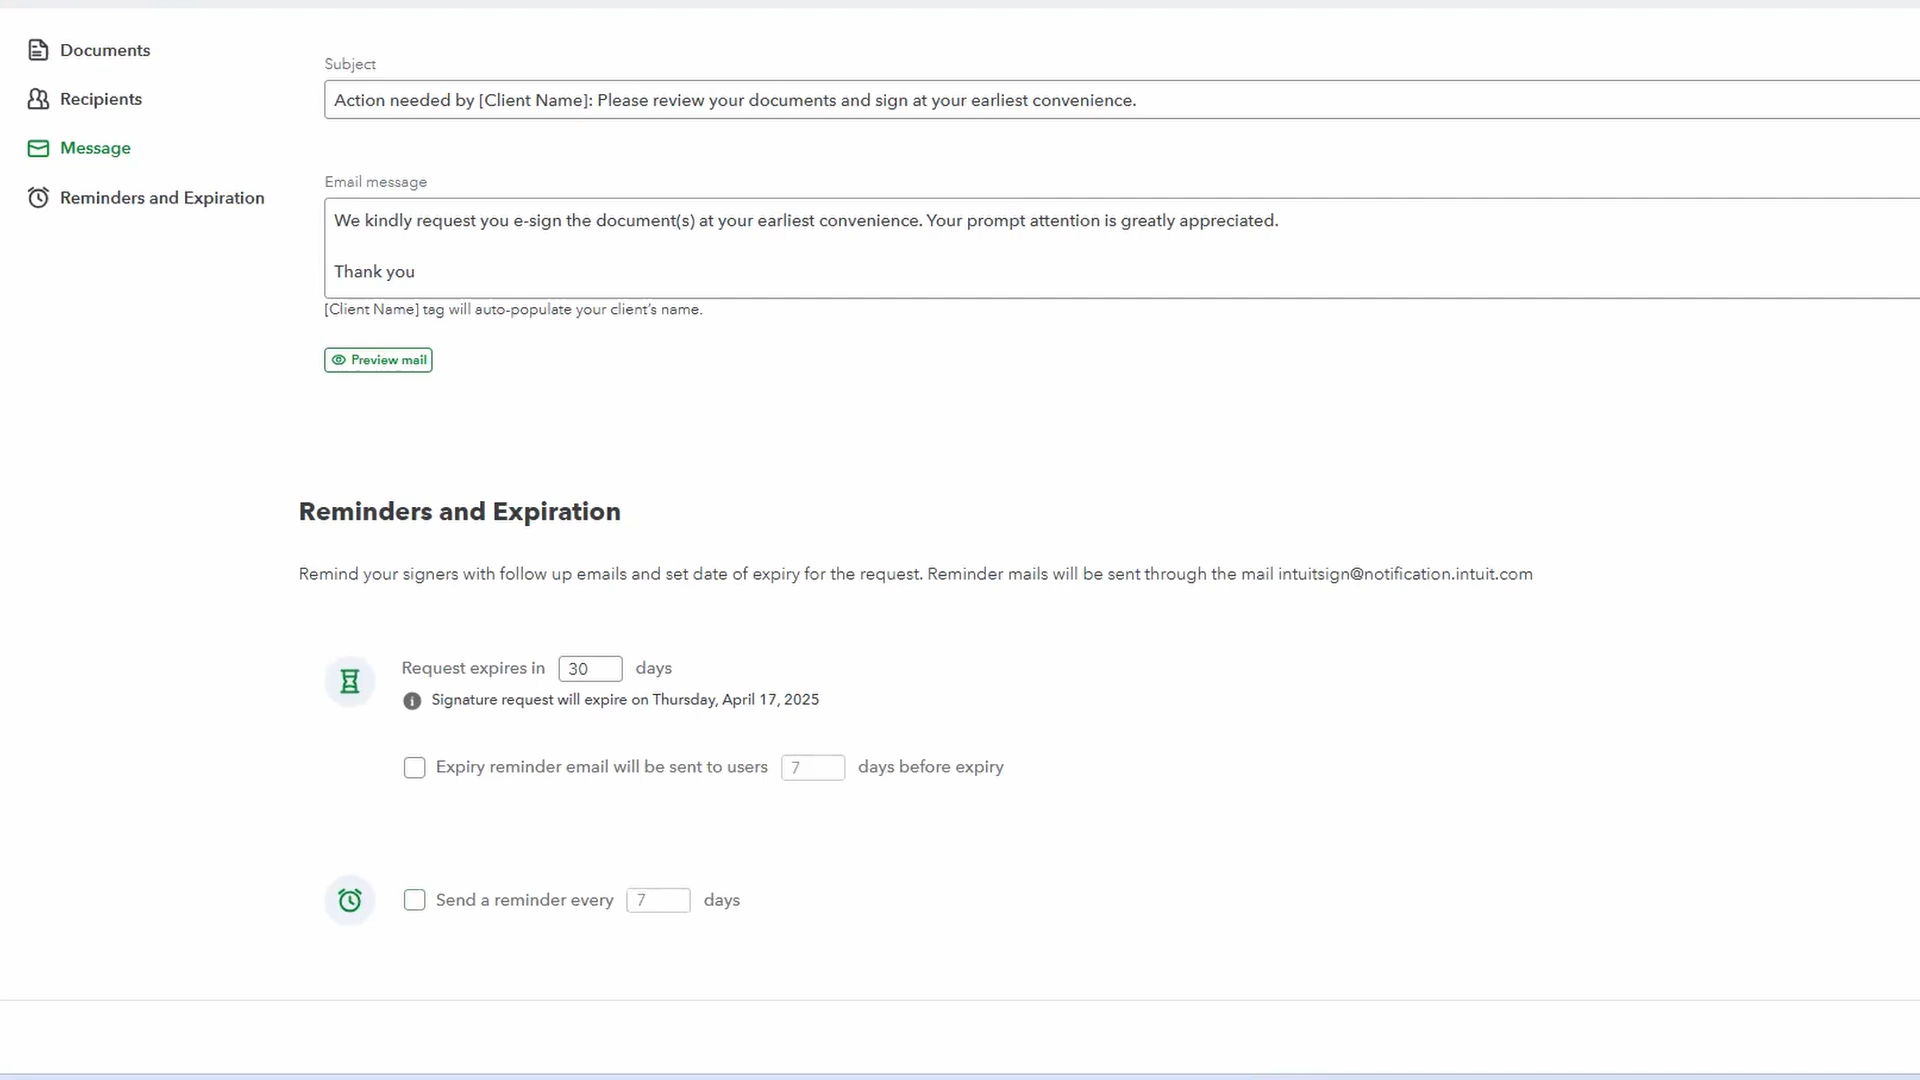 Documents
Recipients
Message
Reminders and Expiration
Subject
Action needed by [Client Name]: Please review your documents and sign at your earliest convenience.
Email message
We kindly request you e-sign the document(s) at your earliest convenience. Your prompt attention is greatly appreciated.
Thank you
[Client Name] tag will auto-populate your client's name.
Preview mail
Reminders and Expiration
Remind your signers with follow up emails and set date of expiry for the request. Reminder mails will be sent through the mail intuitsign@notification.intuit.com
Request expires in 30 days
Signature request will expire on Thursday, April 17, 2025
Expiry reminder email will be sent to users 7 days before expiry
Send a reminder every 7 days